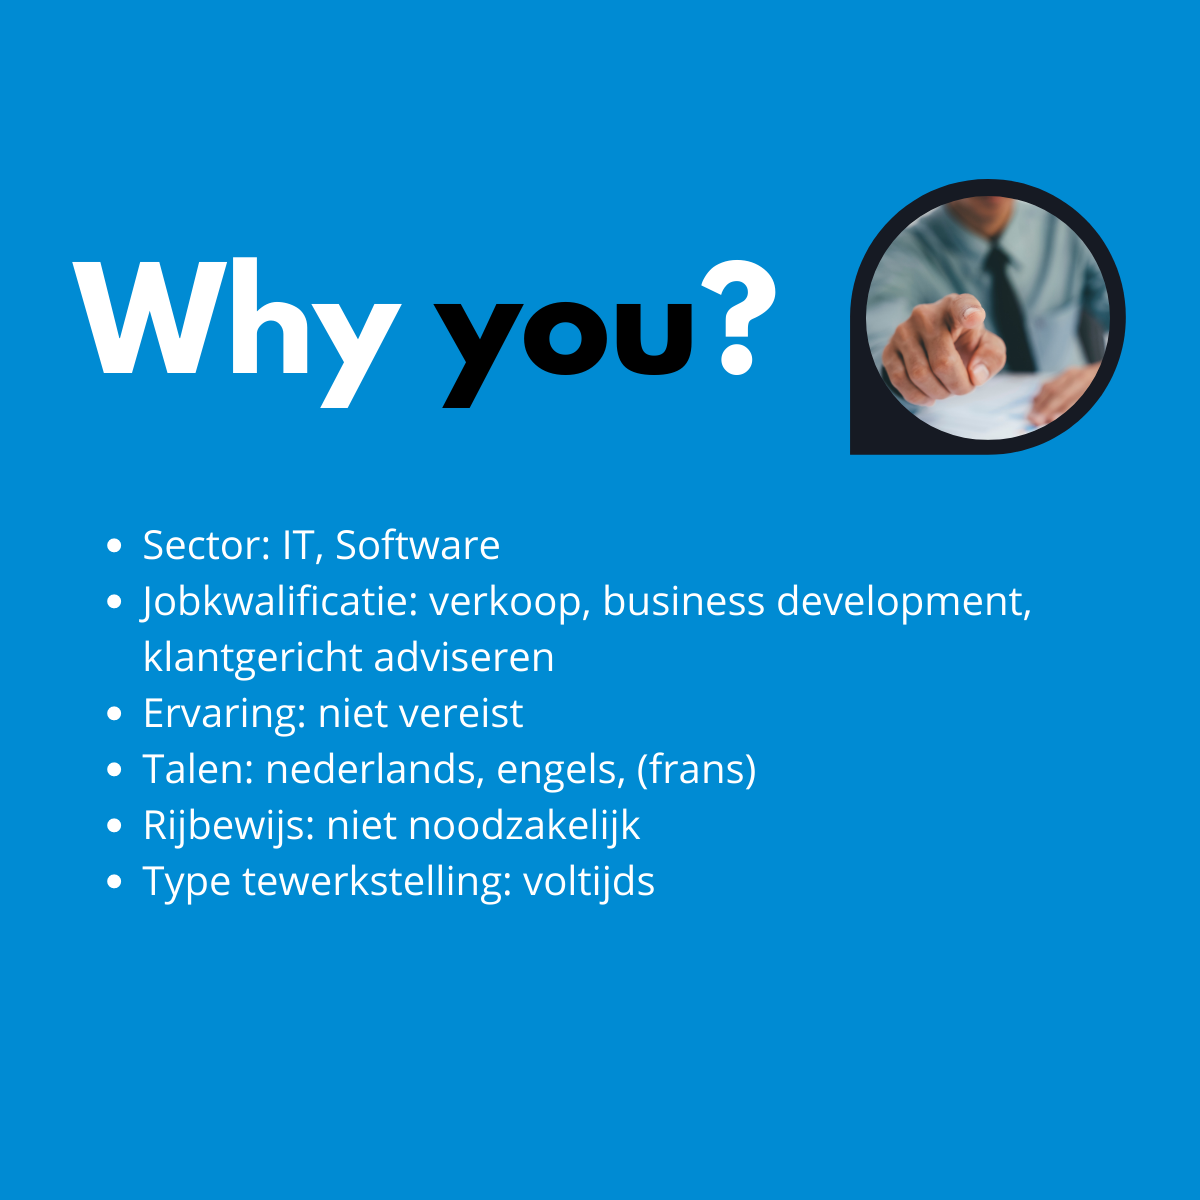 Why you?
• Sector: IT, Software
• Jobkwalificatie: verkoop, business development,
klantgericht adviseren
• Ervaring: niet vereist
• Talen: nederlands, engels, (frans)
• Rijbewijs: niet noodzakelijk
• Type tewerkstelling: voltijds